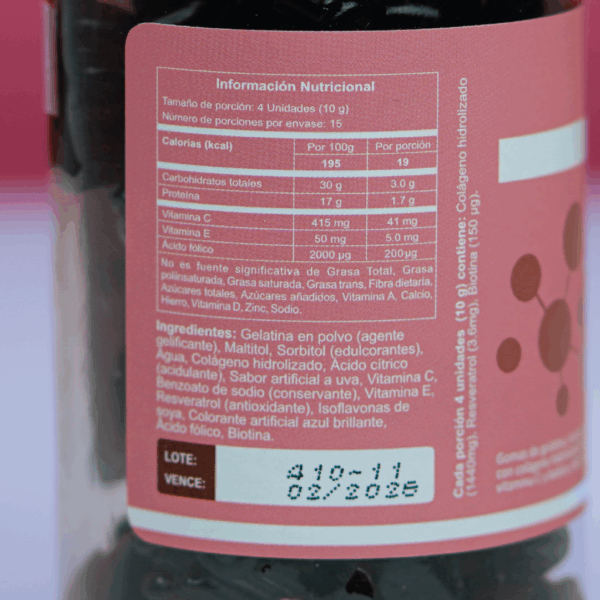 Información Nutricional
Tamaño de porción: 4 Unidades (10 g)
Número de porciones por envase: 15
Calorías (kcal) Por 100g Por porción
195 19
Carbohidratos totales 30 g 3.0 g
Proteína 17 g 1.7 g
Vitamina C 415 mg 41 mg
Vitamina E 50 mg 5.0 mg
Ácido fólico 2000 µg 200µg
No es fuente significativa de Grasa Total, Grasa
poliinsaturada, Grasa saturada, Grasa trans, Fibra dietaria,
Azúcares totales, Azúcares añadidos, Vitamina A, Calcio,
Hierro, Vitamina D, Zinc, Sodio.
Ingredientes: Gelatina en polvo (agente
gelificante), Maltitol, Sorbitol (edulcorantes),
Agua, Colágeno hidrolizado, Ácido cítrico
(acidulante), Sabor artificial a uva, Vitamina C,
Benzoato de sodio (conservante), Vitamina E,
Resveratrol (antioxidante), Isoflavonas de
soya, Colorante artificial azul brillante,
Ácido fólico, Biotina.
LOTE: 410-11
VENCE: 02/2026
Cada porción 4 unidades (10 g) contiene: Colágeno hidrolizado
(1440mg), Resveratrol (3.6mg), Biotina (150 µg).
Gomas de
con colágeno
vitamina